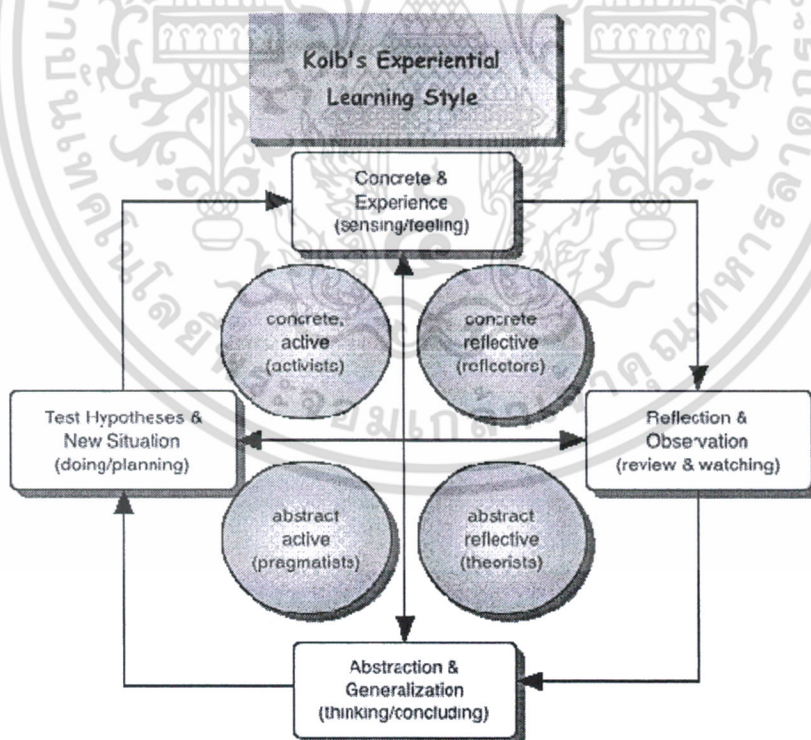 Kolb's Experiential
Learning Style
Concrete &
Experience
(sensing/feeling)
concrete,
active
(activists)
concrete
reflective
(reflectors)
Test Hypotheses &
New Situation
(doing/planning)
Reflection &
Observation
(review & watching)
abstract
active
(pragmatists)
abstract
reflective
(theorists)
Abstraction &
Generalization
(thinking/concluding)